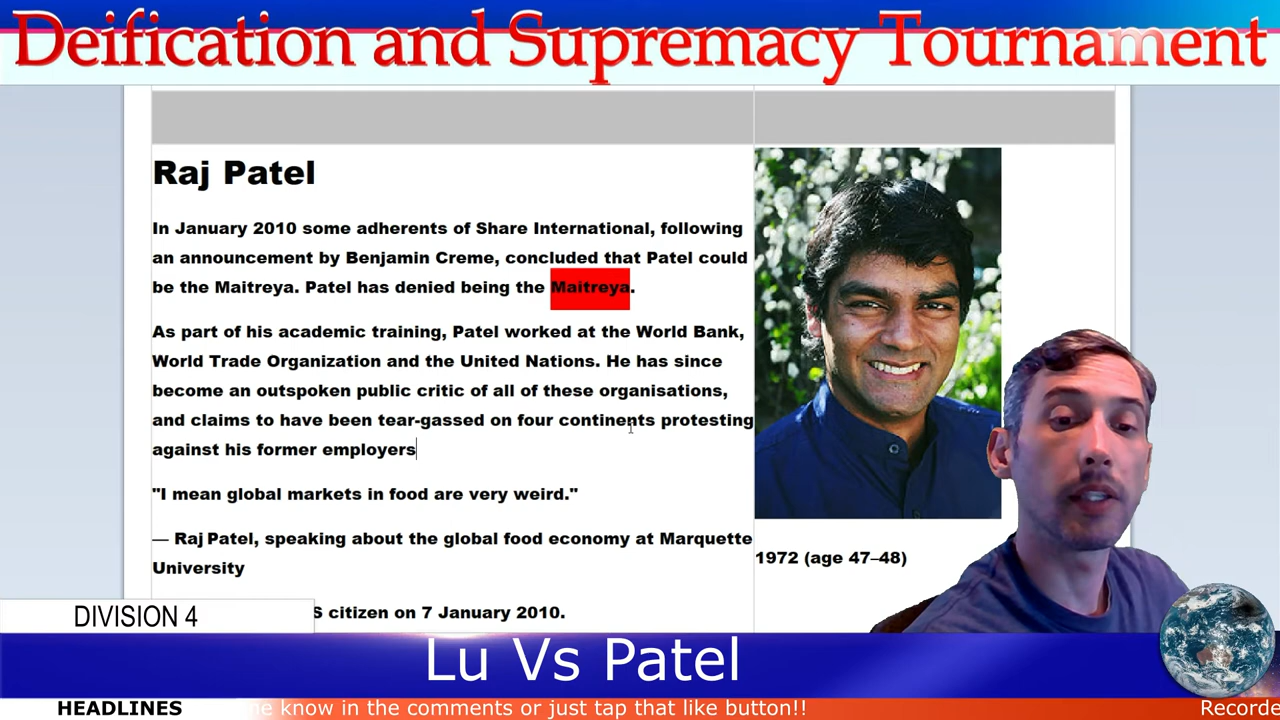 Deification and Supremacy Tournament
Raj Patel
In January 2010 some adherents of Share International, following
an announcement by Benjamin Creme, concluded that Patel could
be the Maitreya. Patel has denied being the Maitreya.
As part of his academic training, Patel worked at the World Bank,
World Trade Organization and the United Nations. He has since
become an outspoken public critic of all of these organisations,
and claims to have been tear-gassed on four continents protesting
against his former employers
"I mean global markets in food are very weird."
— Raj Patel, speaking about the global food economy at Marquette
University
1972 (age 47–48)
S citizen on 7 January 2010.
DIVISION 4
Lu Vs Patel
HEADLINES
e know in the comments or just tap that like button!!
Recorde